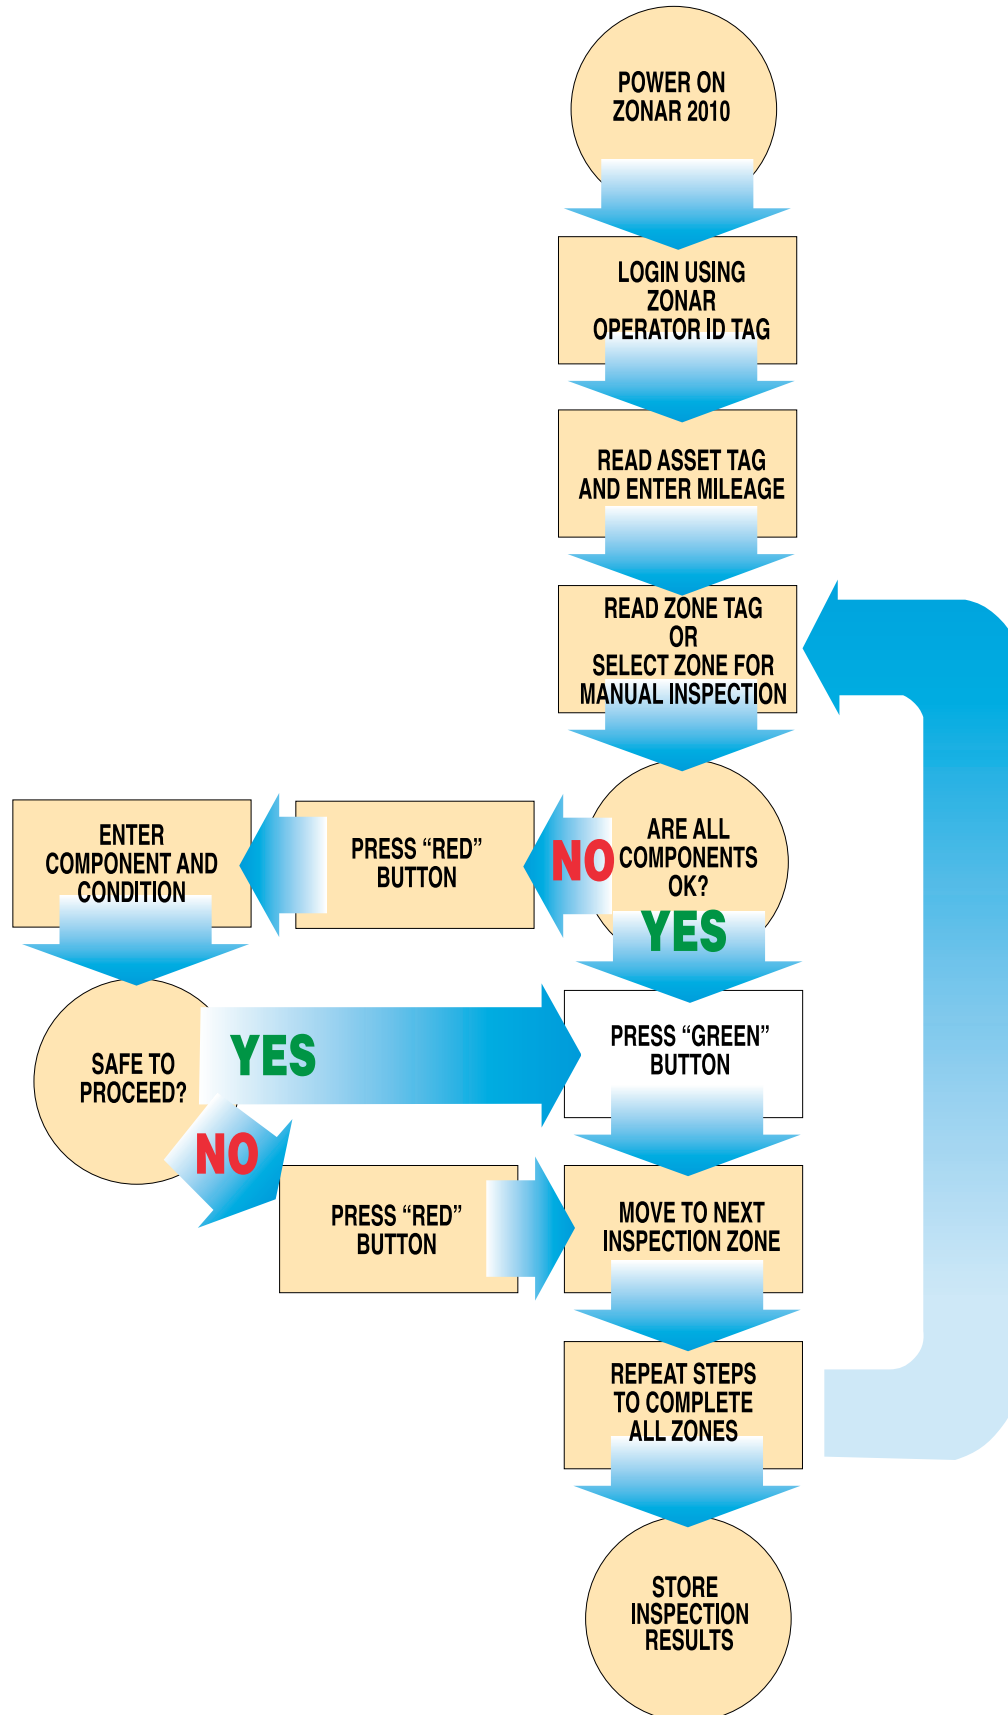 POWER ON
ZONAR 2010
LOGIN USING
ZONAR
OPERATOR ID TAG
READ ASSET TAG
AND ENTER MILEAGE
READ ZONE TAG
OR
SELECT ZONE FOR
MANUAL INSPECTION
ARE ALL
COMPONENTS
OK?
NO
YES
PRESS “RED”
BUTTON
ENTER
COMPONENT AND
CONDITION
SAFE TO
PROCEED?
YES
NO
PRESS “GREEN”
BUTTON
PRESS “RED”
BUTTON
MOVE TO NEXT
INSPECTION ZONE
REPEAT STEPS
TO COMPLETE
ALL ZONES
STORE
INSPECTION
RESULTS